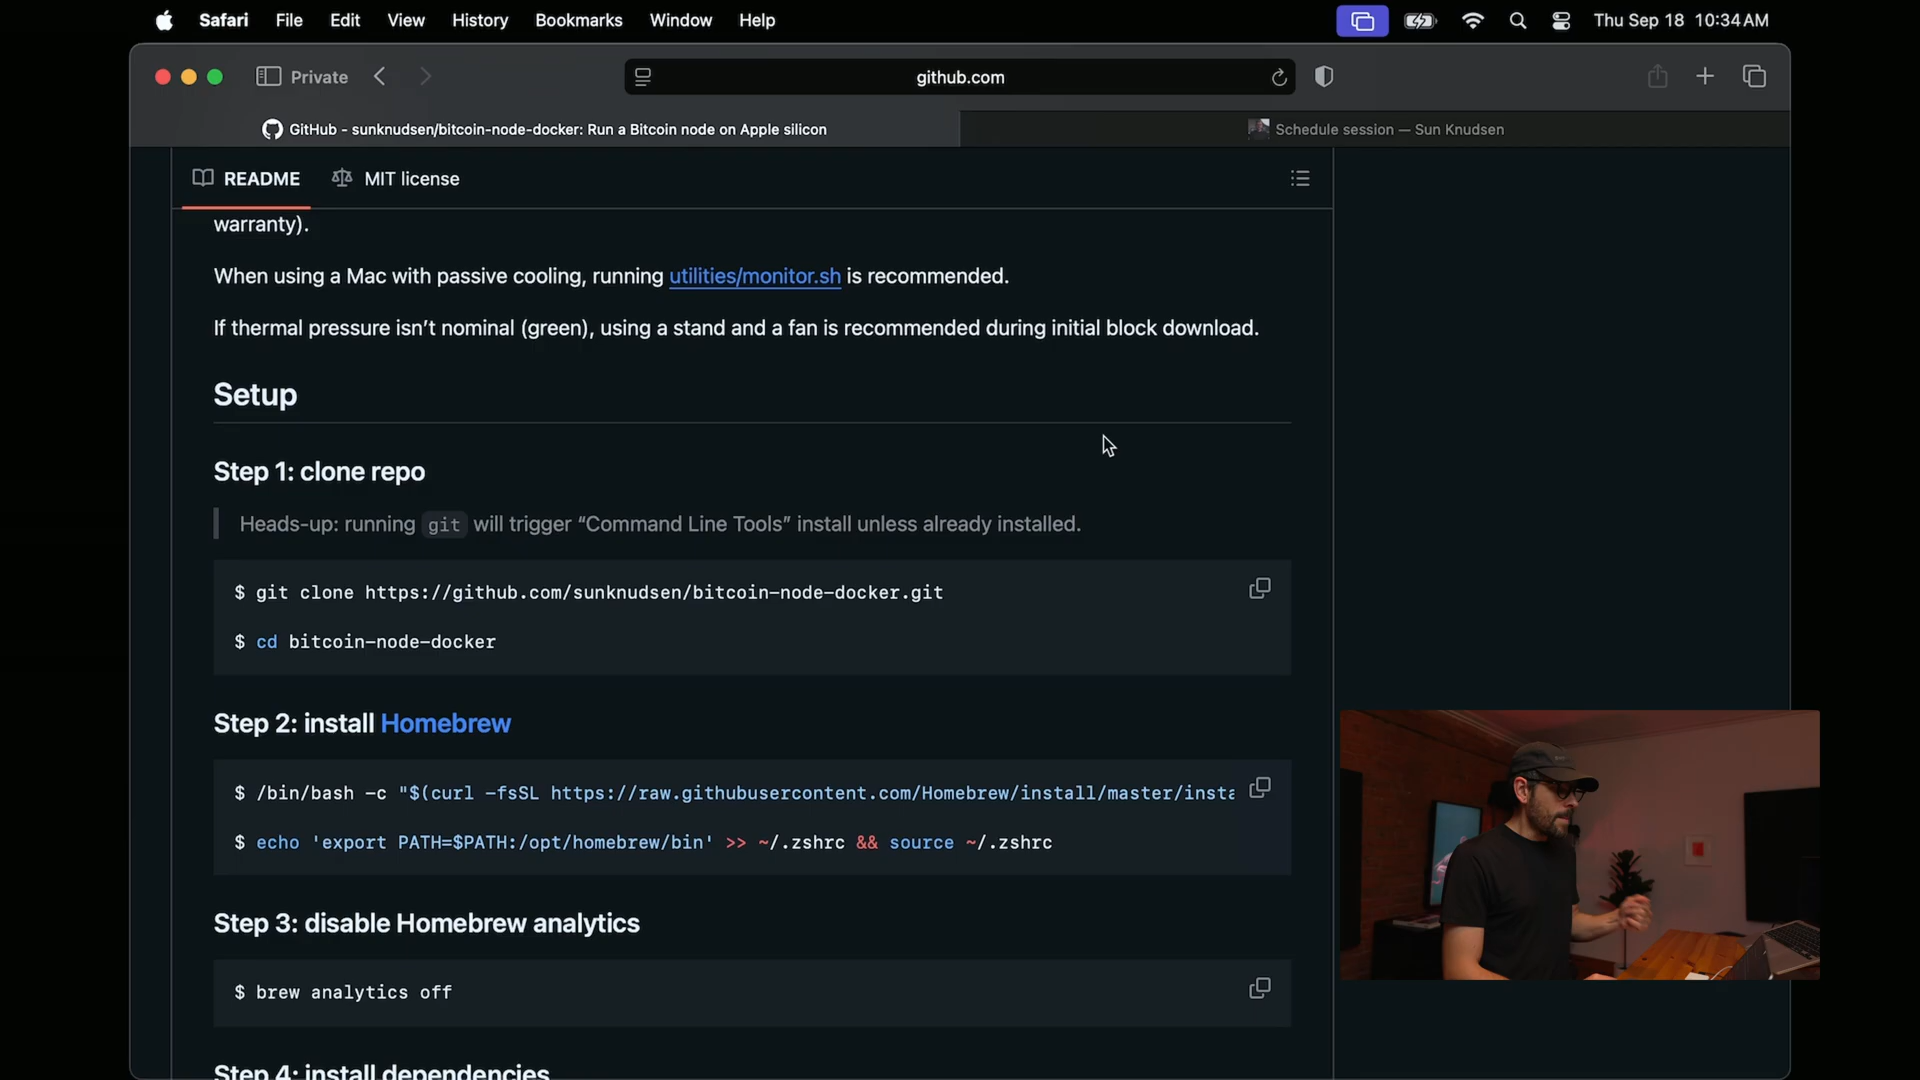 Safari File Edit View History Bookmarks Window Help Thu Sep 18 10:34 AM
Private github.com
GitHub - sunknudsen/bitcoin-node-docker: Run a Bitcoin node on Apple silicon Schedule session — Sun Knudsen
README MIT license
warranty).
When using a Mac with passive cooling, running utilities/monitor.sh is recommended.
If thermal pressure isn’t nominal (green), using a stand and a fan is recommended during initial block download.
Setup
Step 1: clone repo
Heads-up: running git will trigger “Command Line Tools” install unless already installed.
$ git clone https://github.com/sunknudsen/bitcoin-node-docker.git
$ cd bitcoin-node-docker
Step 2: install Homebrew
$ /bin/bash -c "$(curl -fsSL https://raw.githubusercontent.com/Homebrew/install/master/insta
$ echo 'export PATH=$PATH:/opt/homebrew/bin' >> ~/.zshrc && source ~/.zshrc
Step 3: disable Homebrew analytics
$ brew analytics off
Step 4: install dependencies